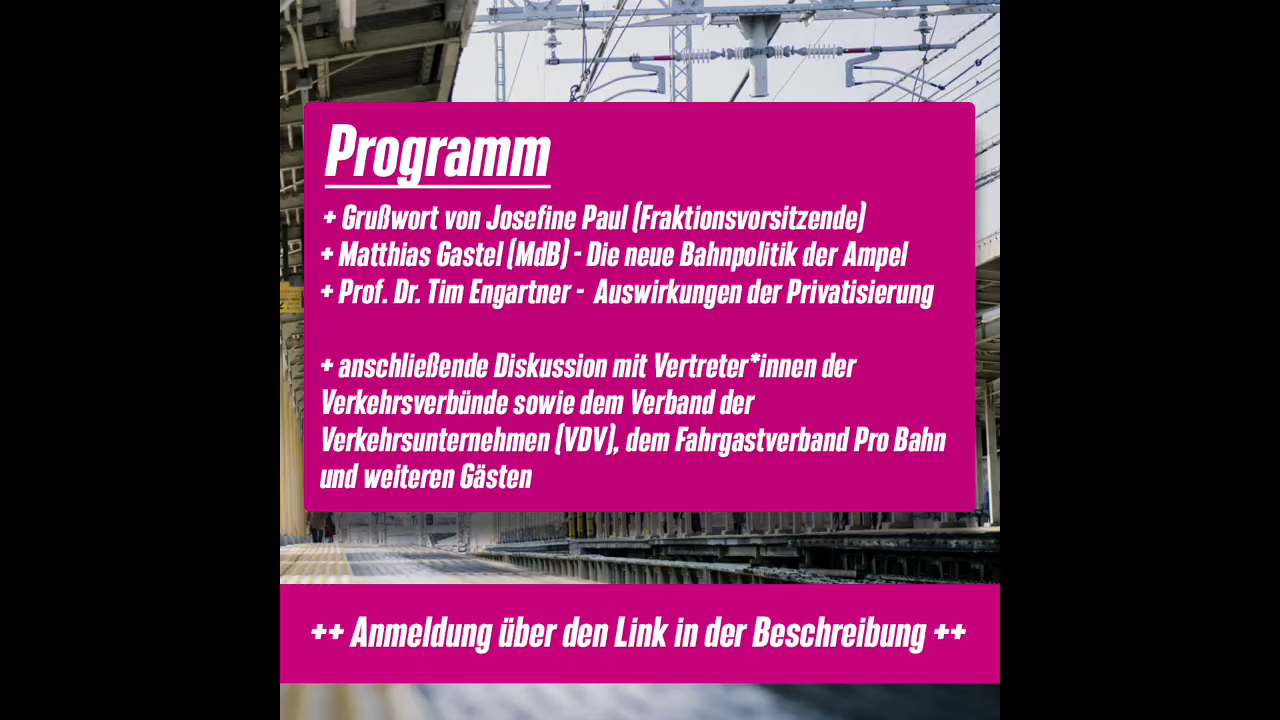 Programm
+ Grußwort von Josefine Paul (Fraktionsvorsitzende)
+ Matthias Gastel (MdB) - Die neue Bahnpolitik der Ampel
+ Prof. Dr. Tim Engartner - Auswirkungen der Privatisierung
+ anschließende Diskussion mit Vertreter*innen der
Verkehrsverbünde sowie dem Verband der
Verkehrsunternehmen (VDV), dem Fahrgastverband Pro Bahn
und weiteren Gästen
++ Anmeldung über den Link in der Beschreibung ++